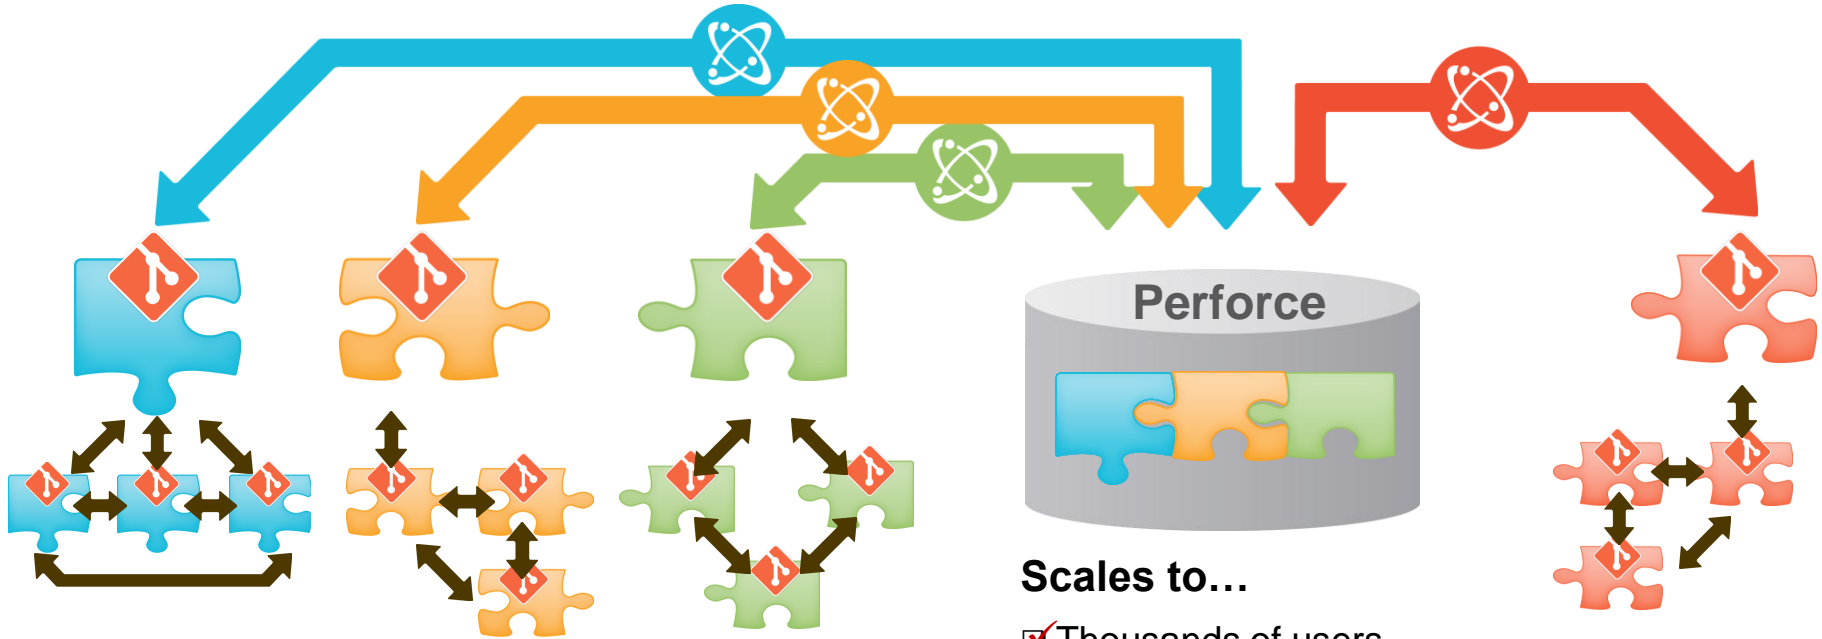 Perforce
Scales to…
Thousands of users